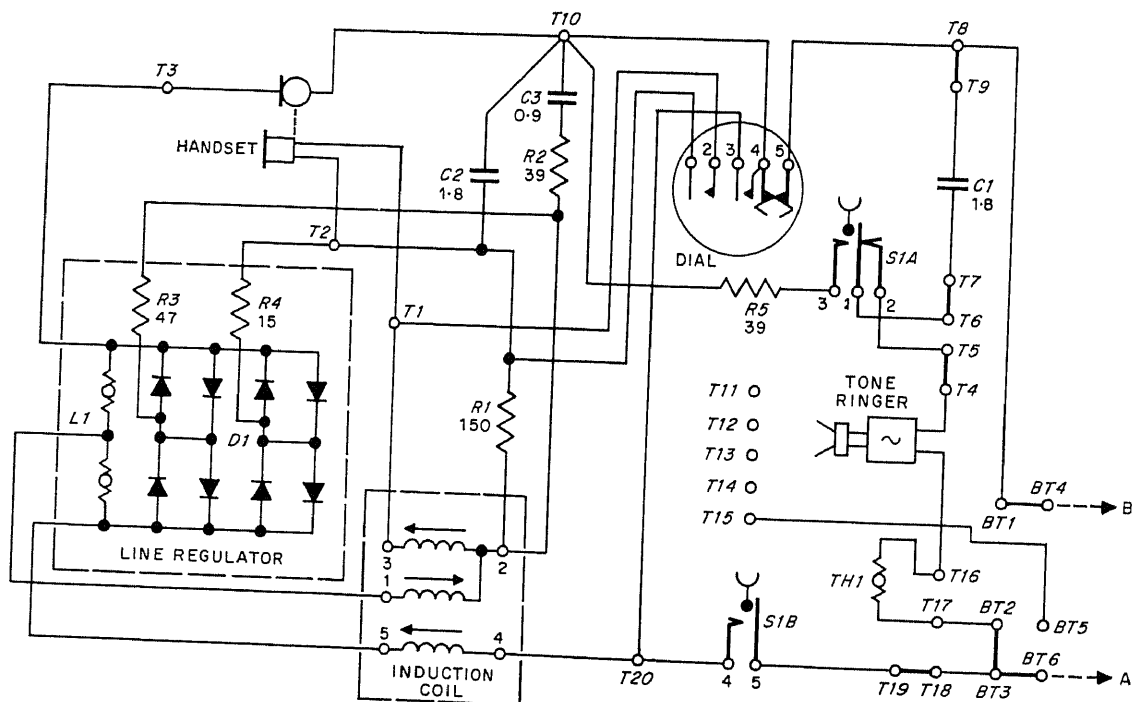 T10
T8
T3
T9
C3
0·9
HANDSET
R2
39
2 3 4 5
C2
1·8
C1
1·8
T2
DIAL
S1A
T7
R3
47
R4
15
T1
R5
39
3 1 2
T6
T5
T11
TONE
RINGER
T4
L1
D1
R1
150
T12
T13
T14
T15
BT1
BT4
B
LINE REGULATOR
3
2
1
TH1
T16
T17
BT2
BT5
S1B
5
4
INDUCTION
COIL
T20
4
5
T19
T18
BT3
BT6
A